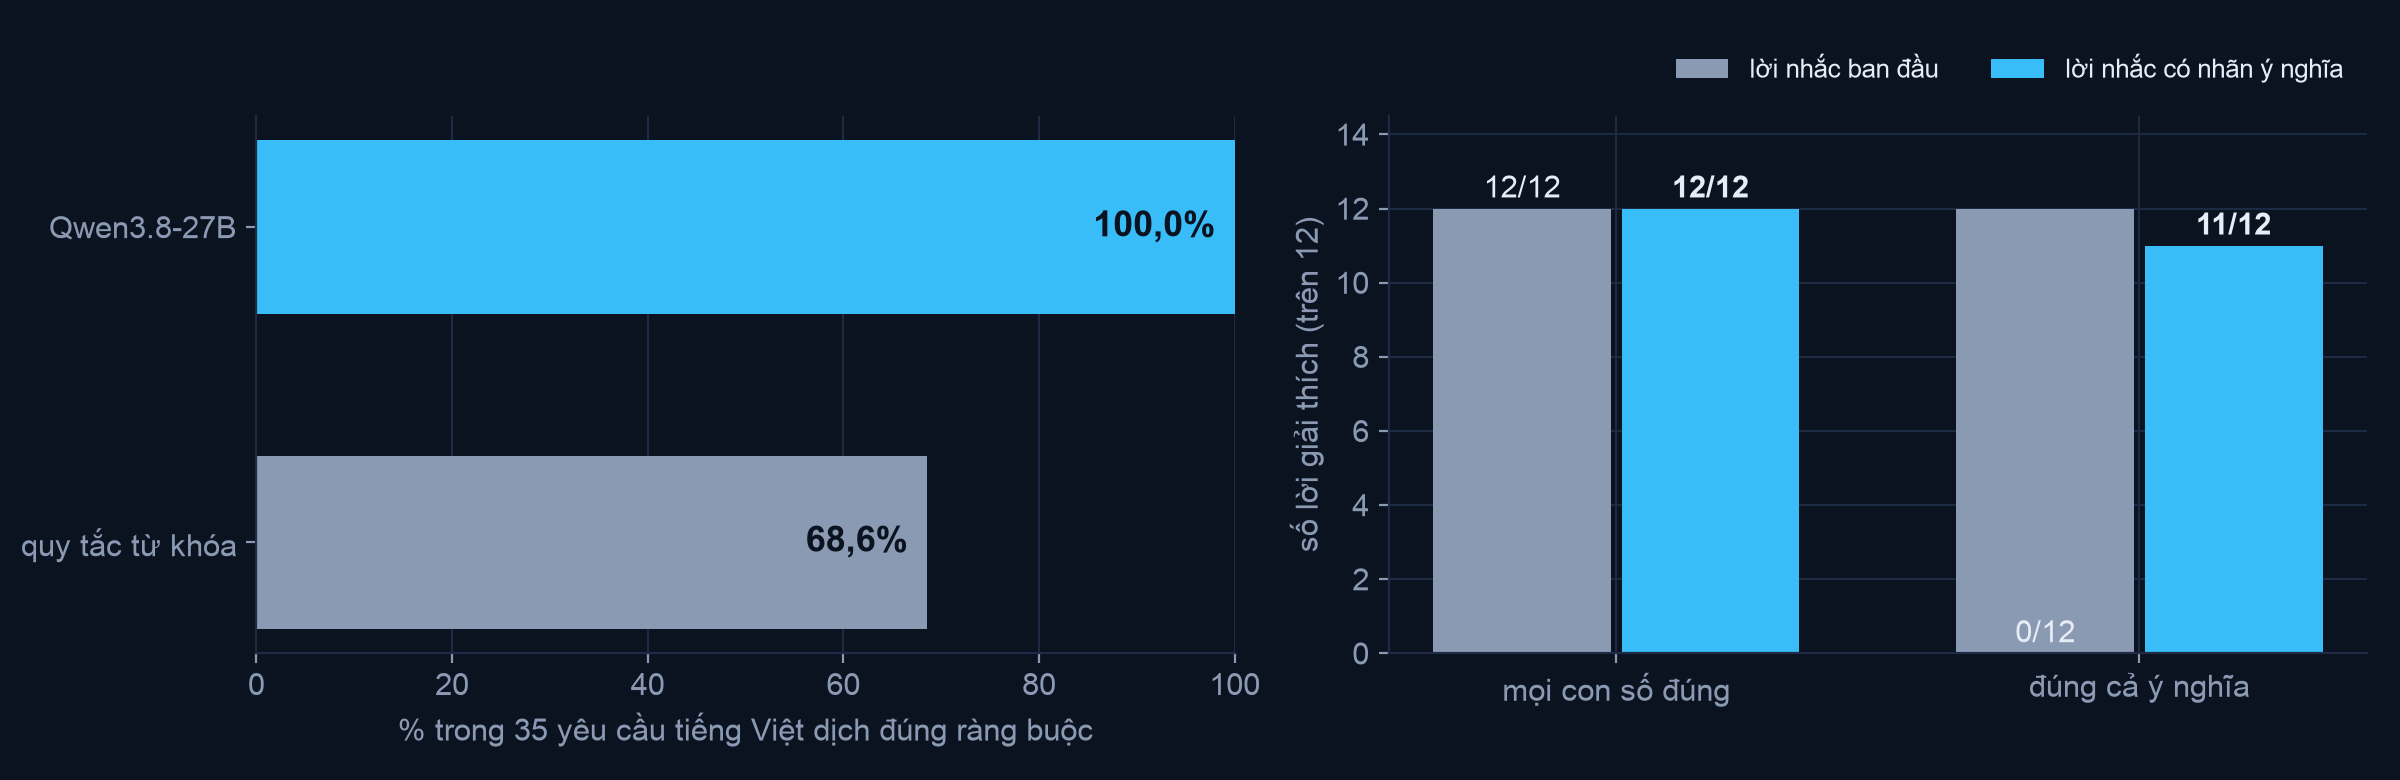 lời nhắc ban đầu
lời nhắc có nhãn ý nghĩa
Qwen3.8-27B
100,0%
quy tắc từ khóa
68,6%
0 20 40 60 80 100
% trong 35 yêu cầu tiếng Việt dịch đúng ràng buộc
số lời giải thích (trên 12)
14
12
10
8
6
4
2
0
12/12
12/12
0/12
11/12
mọi con số đúng
đúng cả ý nghĩa